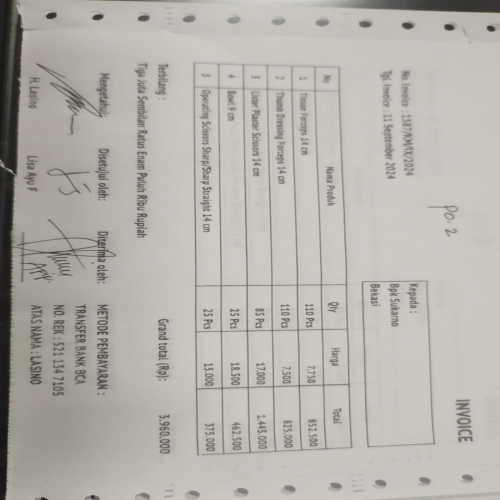 INVOICE
po. 2
No. Invoice : 1587/KM/IX/2024
Tgl. Invoice : 11 September 2024
Kepada :
Bpk Sukarno
Bekasi
No Nama Produk Qty Harga Total
1 Tissue Forceps 14 cm 110 Pcs 7.750 852.500
2 Thumb Dressing Forceps 14 cm 110 Pcs 7.500 825.000
3 Lister Plaster Scissors 14 cm 85 Pcs 17.000 1.445.000
4 Bowl 9 cm 25 Pcs 18.500 462.500
5 Operating Scissors Sharp/Sharp Straight 14 cm 25 Pcs 15.000 375.000
Grand total (Rp): 3.960.000
Terbilang :
Tiga Juta Sembilan Ratus Enam Puluh Ribu Rupiah
Mengetahui: Disetujui oleh: Diterima oleh:
H. Lasino Lisa Ayu F
METODE PEMBAYARAN :
TRANSFER BANK BCA
NO. REK : 521 134 7105
ATAS NAMA : LASINO